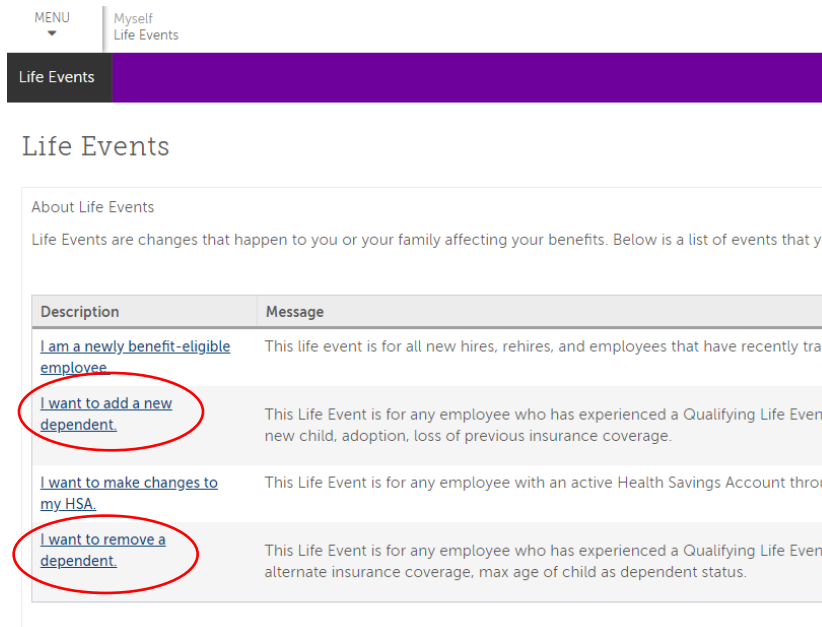 MENU
Myself
Life Events
Life Events
Life Events
About Life Events
Life Events are changes that happen to you or your family affecting your benefits. Below is a list of events that y
Description Message
I am a newly benefit-eligible
employee.
This life event is for all new hires, rehires, and employees that have recently tra
I want to add a new
dependent.
This Life Event is for any employee who has experienced a Qualifying Life Even
new child, adoption, loss of previous insurance coverage.
I want to make changes to
my HSA.
This Life Event is for any employee with an active Health Savings Account throu
I want to remove a
dependent.
This Life Event is for any employee who has experienced a Qualifying Life Even
alternate insurance coverage, max age of child as dependent status.